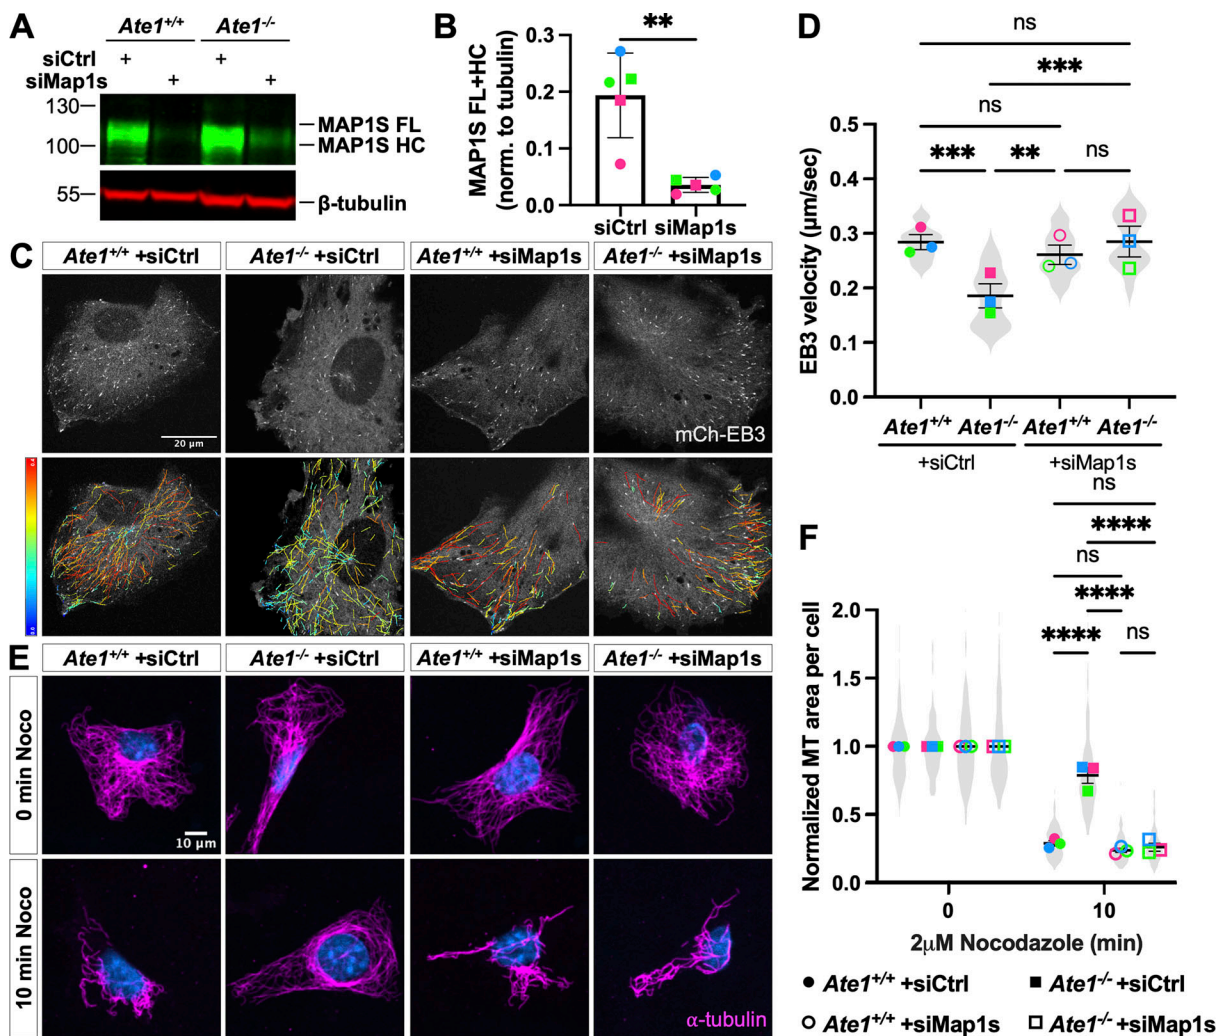 A
Ate1+/+ Ate1-/-
siCtrl + +
siMap1s + +
130
100
55
MAP1S FL
MAP1S HC
β-tubulin
B
**
MAP1S FL+HC
(norm. to tubulin)
0.3
0.2
0.1
0.0
siCtrl siMap1s
C
Ate1+/+ +siCtrl
Ate1-/- +siCtrl
Ate1+/+ +siMap1s
Ate1-/- +siMap1s
20 µm
mCh-EB3
0.4
0.0
D
ns
***
ns
*** ** ns
EB3 velocity (µm/sec)
0.5
0.4
0.3
0.2
0.1
0.0
Ate1+/+ Ate1-/- Ate1+/+ Ate1-/-
+siCtrl +siMap1s
E
Ate1+/+ +siCtrl
Ate1-/- +siCtrl
Ate1+/+ +siMap1s
Ate1-/- +siMap1s
0 min Noco
10 µm
10 min Noco
α-tubulin
F
ns
****
ns
****
**** ns
Normalized MT area per cell
2.0
1.5
1.0
0.5
0.0
0 10
2µM Nocodazole (min)
Ate1+/+ +siCtrl
Ate1-/- +siCtrl
Ate1+/+ +siMap1s
Ate1-/- +siMap1s